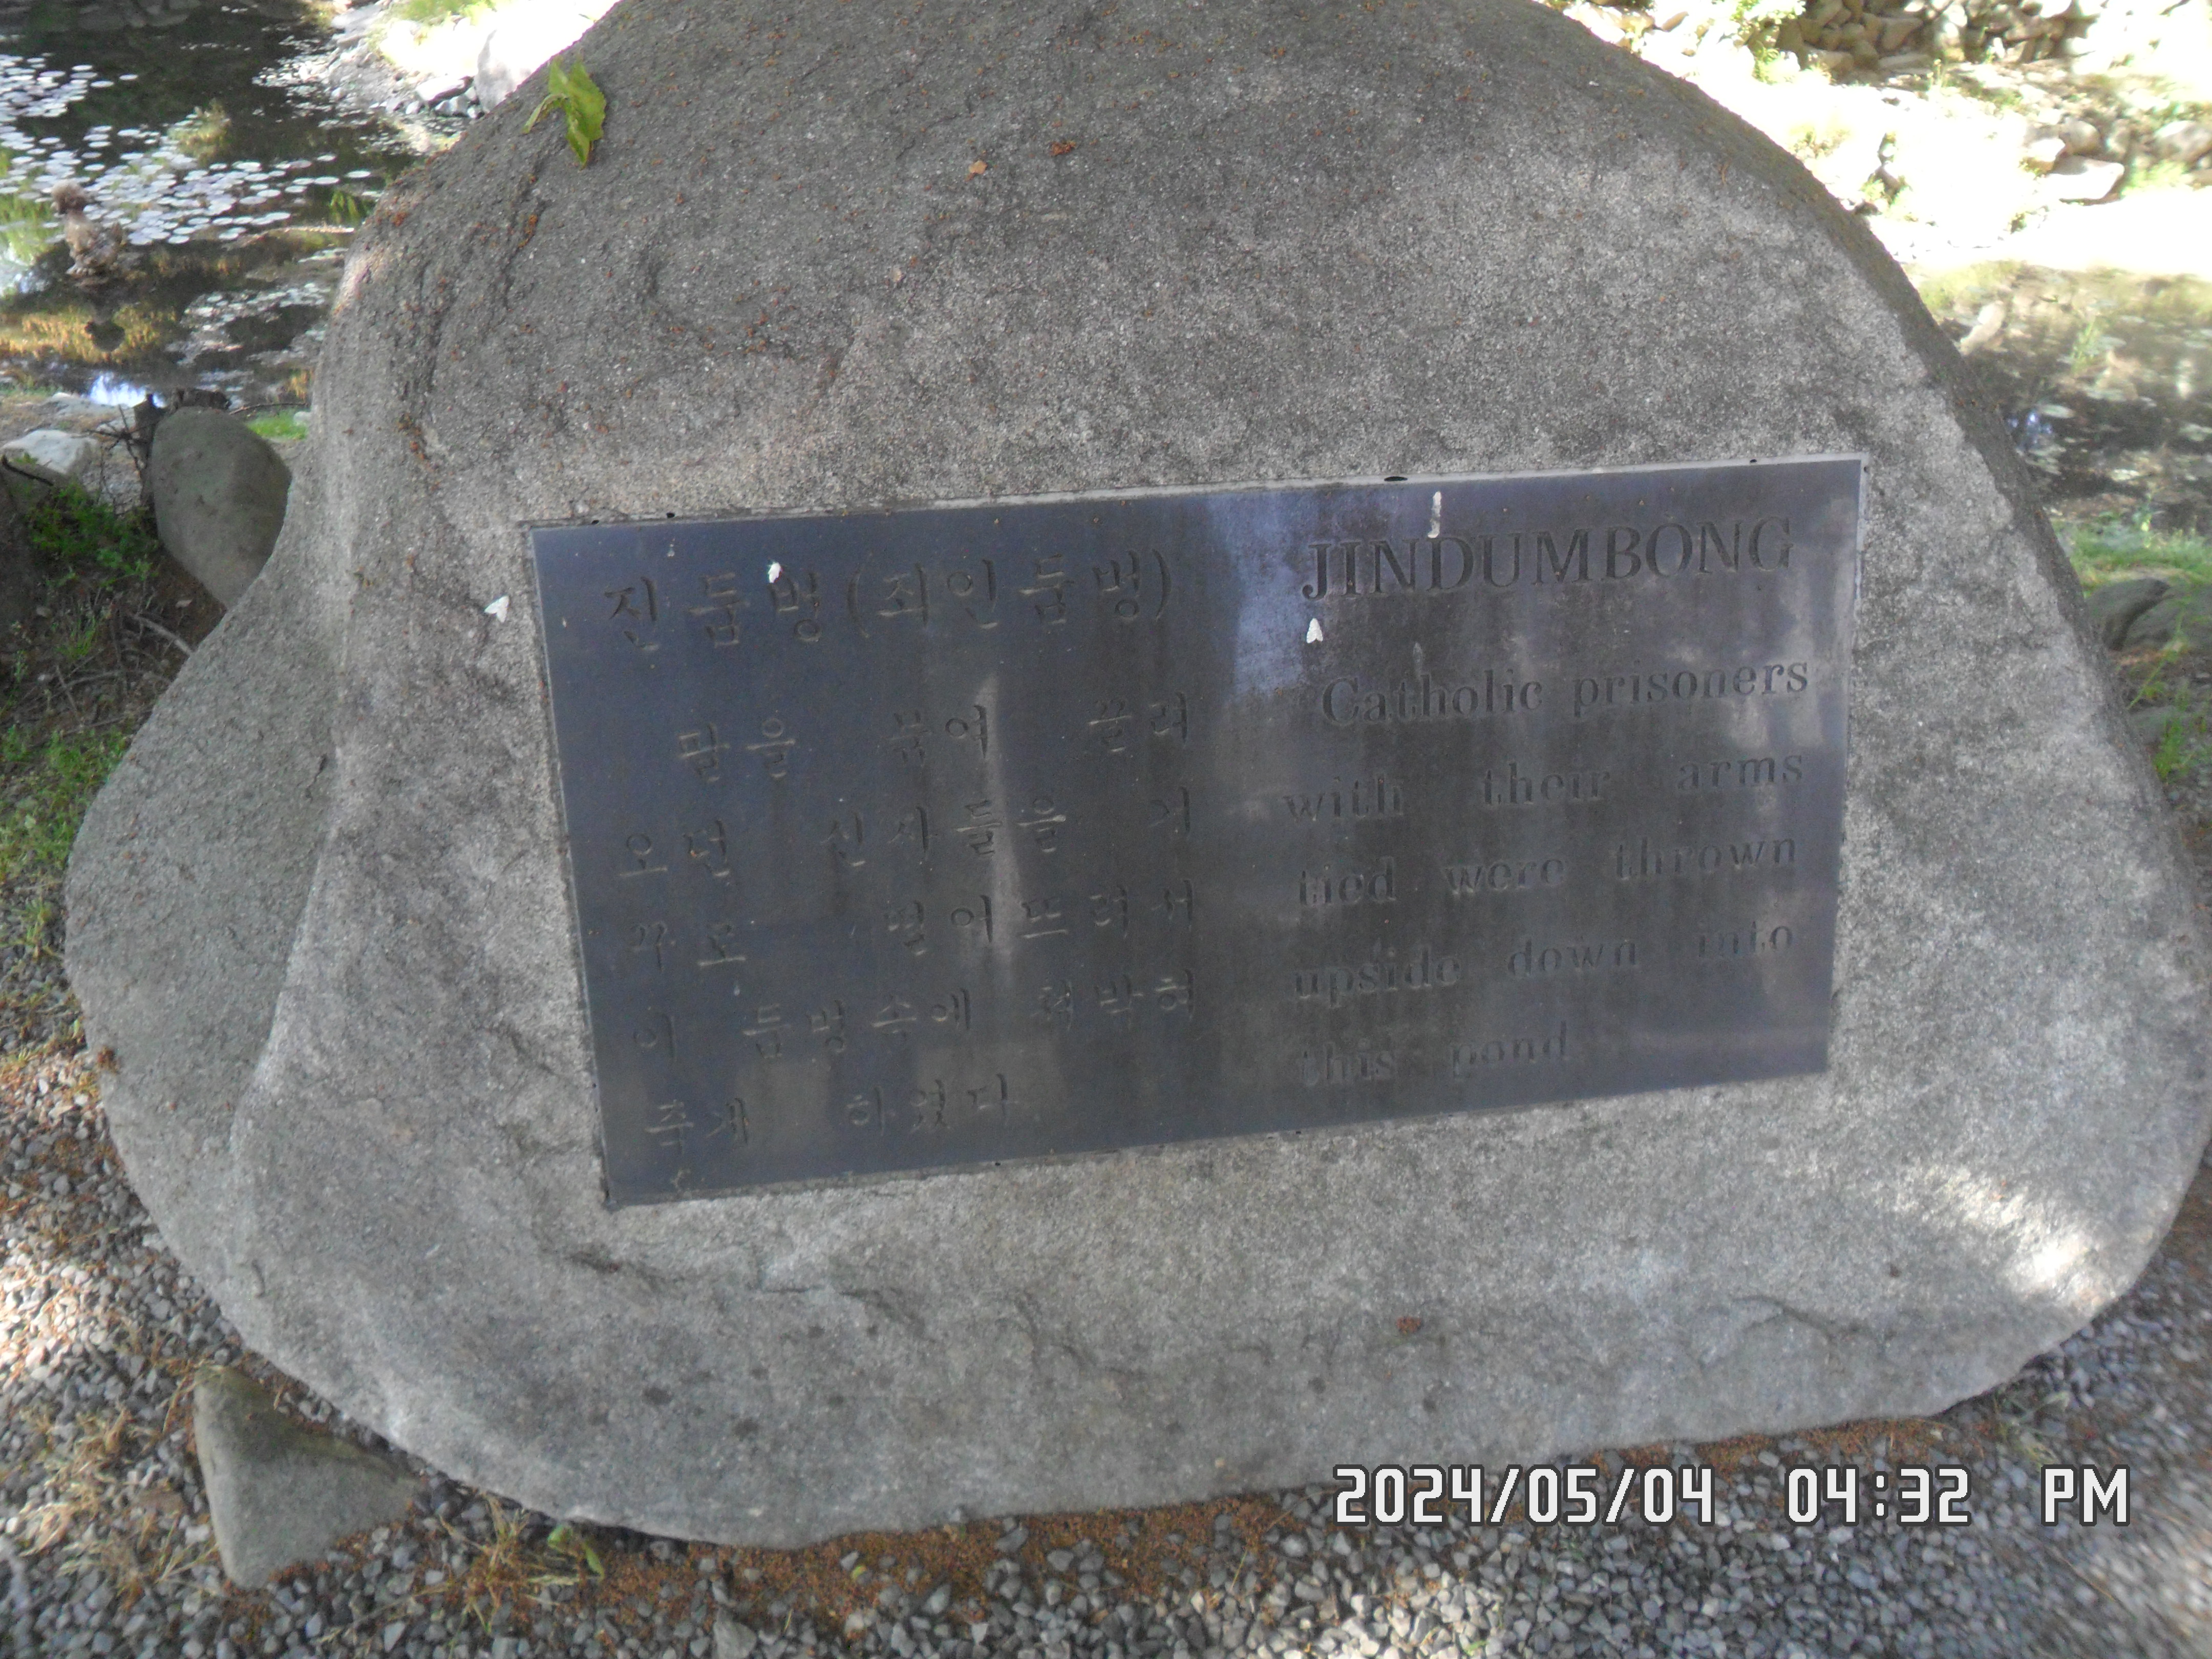 진둠벙(죄인둠벙)
팔을 묶어 끌려
오던 신자들을 거
꾸로 떨어뜨려서
이 둠벙속에 쳐박혀
죽게 하였다
JINDUMBONG
Catholic prisoners
with their arms
tied were thrown
upside down into
this pond
2024/05/04 04:32 PM